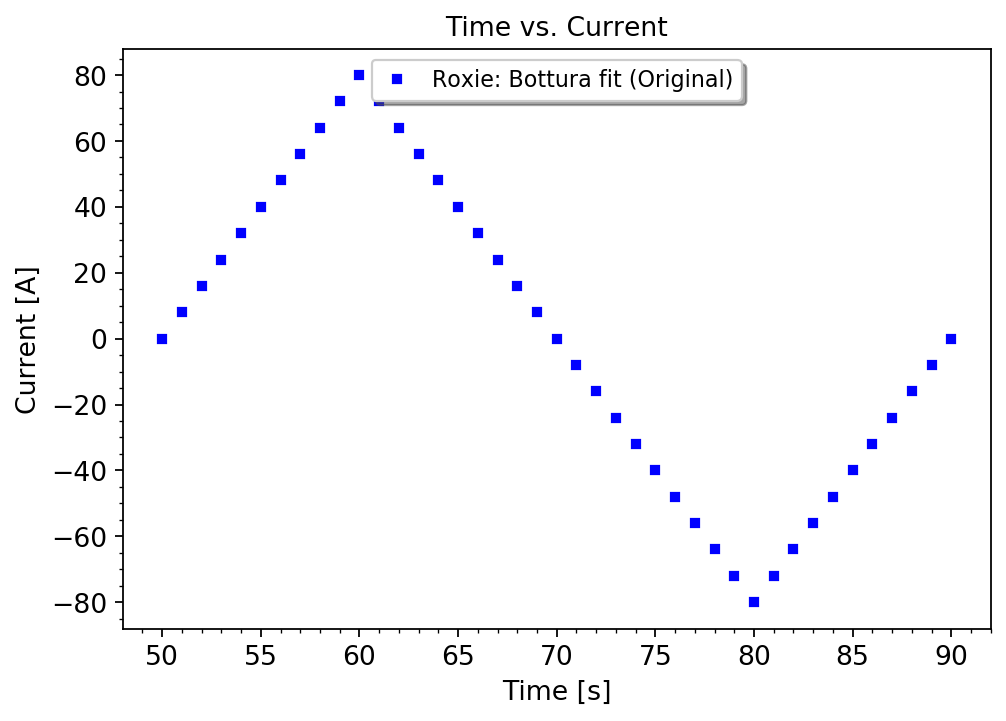 Time vs. Current
Roxie: Bottura fit (Original)
80
60
40
20
0
−20
−40
−60
−80
Current [A]
50 55 60 65 70 75 80 85 90
Time [s]